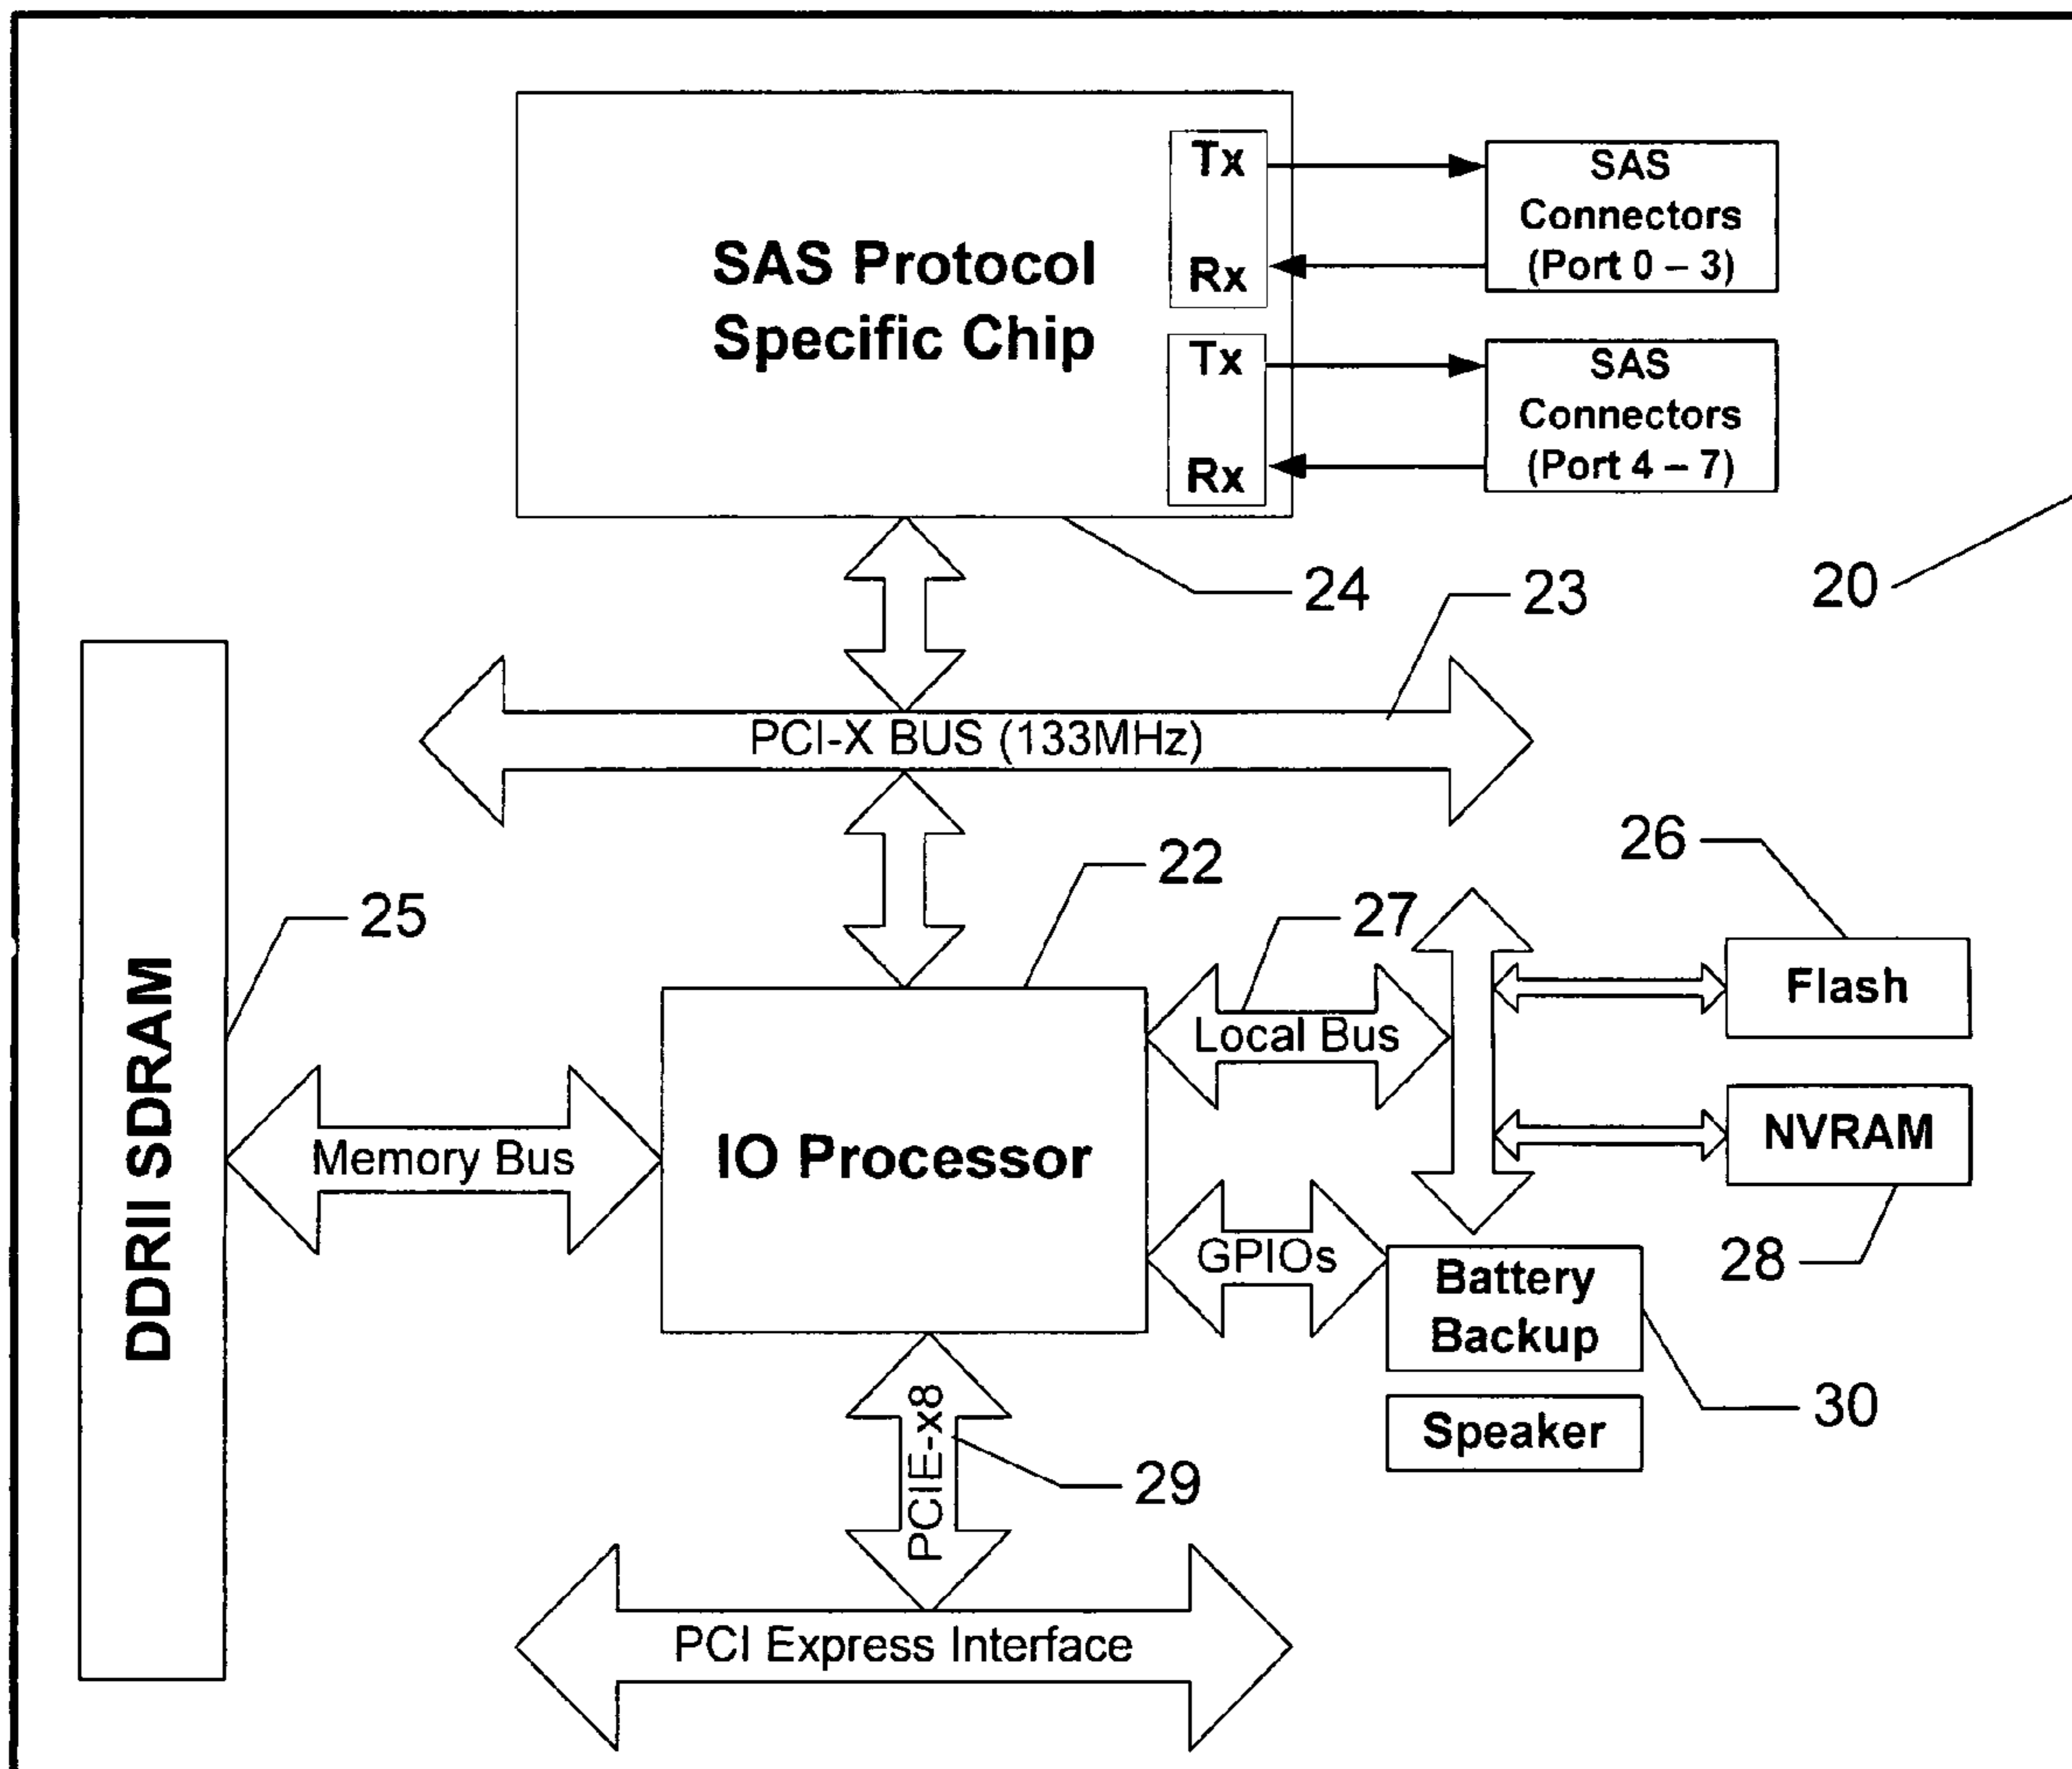 Tx
Rx
SAS
Connectors
(Port 0 – 3)
SAS Protocol
Specific Chip
Tx
Rx
SAS
Connectors
(Port 4 – 7)
24
23
20
PCI-X BUS (133MHz)
22
26
25
27
Flash
Local Bus
DDRII SDRAM
Memory Bus
IO Processor
NVRAM
GPIOs
28
Battery
Backup
30
PCIE-x8
Speaker
29
PCI Express Interface